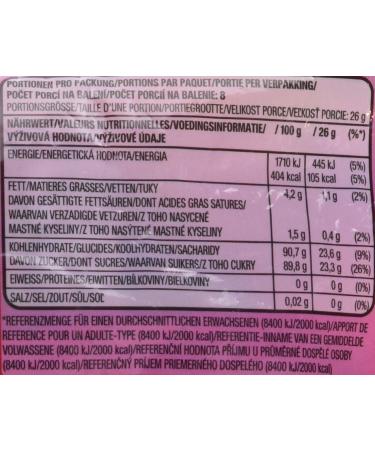 PORTIONEN PRO PACKUNG/PORTIONS PAR PAQUET/PORTIE PER VERPAKKING/
POČET PORCÍ NA BALENÍ/POČET PORCIÍ NA BALENIE: 8
PORTIONSGRÖSSE/TAILLE D'UNE PORTION/PORTIEGROOTTE/VELIKOST PORCE/VEĽKOSŤ PORCIE: 26 g
NÄHRWERT/VALEURS NUTRITIONNELLES/VOEDINGSINFORMATIE/ / 100 g / 26 g (%*)
VÝŽIVOVÁ HODNOTA/VÝŽIVOVÉ ÚDAJE
ENERGIE/ENERGETICKÁ HODNOTA/ENERGIA 1710 kJ 445 kJ (5%)
404 kcal 105 kcal (5%)
FETT/MATIERES GRASSES/VETTEN/TUKY 4,2 g 1,1 g (2%)
DAVON GESÄTTIGTE FETTSÄUREN/DONT ACIDES GRAS SATURES/
WAARVAN VERZADIGDE VETZUREN/Z TOHO NASYCENÉ
MASTNÉ KYSELINY/Z TOHO NASÝTENÉ MASTNÉ KYSELINY 1,5 g 0,4 g (2%)
KOHLENHYDRATE/GLUCIDES/KOOLHYDRATEN/SACHARIDY 90,7 g 23,6 g (9%)
DAVON ZUCKER/DONT SUCRES/WAARVAN SUIKERS/Z TOHO CUKRY 89,8 g 23,3 g (26%)
EIWEISS/PROTEINES/EIWITTEN/BÍLKOVINY/BIELKOVINY 0 g 0 g (0%)
SALZ/SEL/ZOUT/SŮL/SOĽ 0,02 g 0 g (0%)
*REFERENZMENGE FÜR EINEN DURCHSCHNITTLICHEN ERWACHSENEN (8400 kJ/2000 kcal)/APPORT DE
REFERENCE POUR UN ADULTE-TYPE (8400 kJ/2000 kcal)/REFERENTIE-INNAME VAN EEN GEMIDDELDE
VOLWASSENE (8400 kJ/2000 kcal)/REFERENČNÍ HODNOTA PŘÍJMU U PRŮMĚRNÉ DOSPĚLÉ OSOBY
(8400 kJ/2000 kcal)/REFERENČNÝ PRÍJEM PRIEMERNÉHO DOSPELÉHO (8400 kJ/2000 kcal)